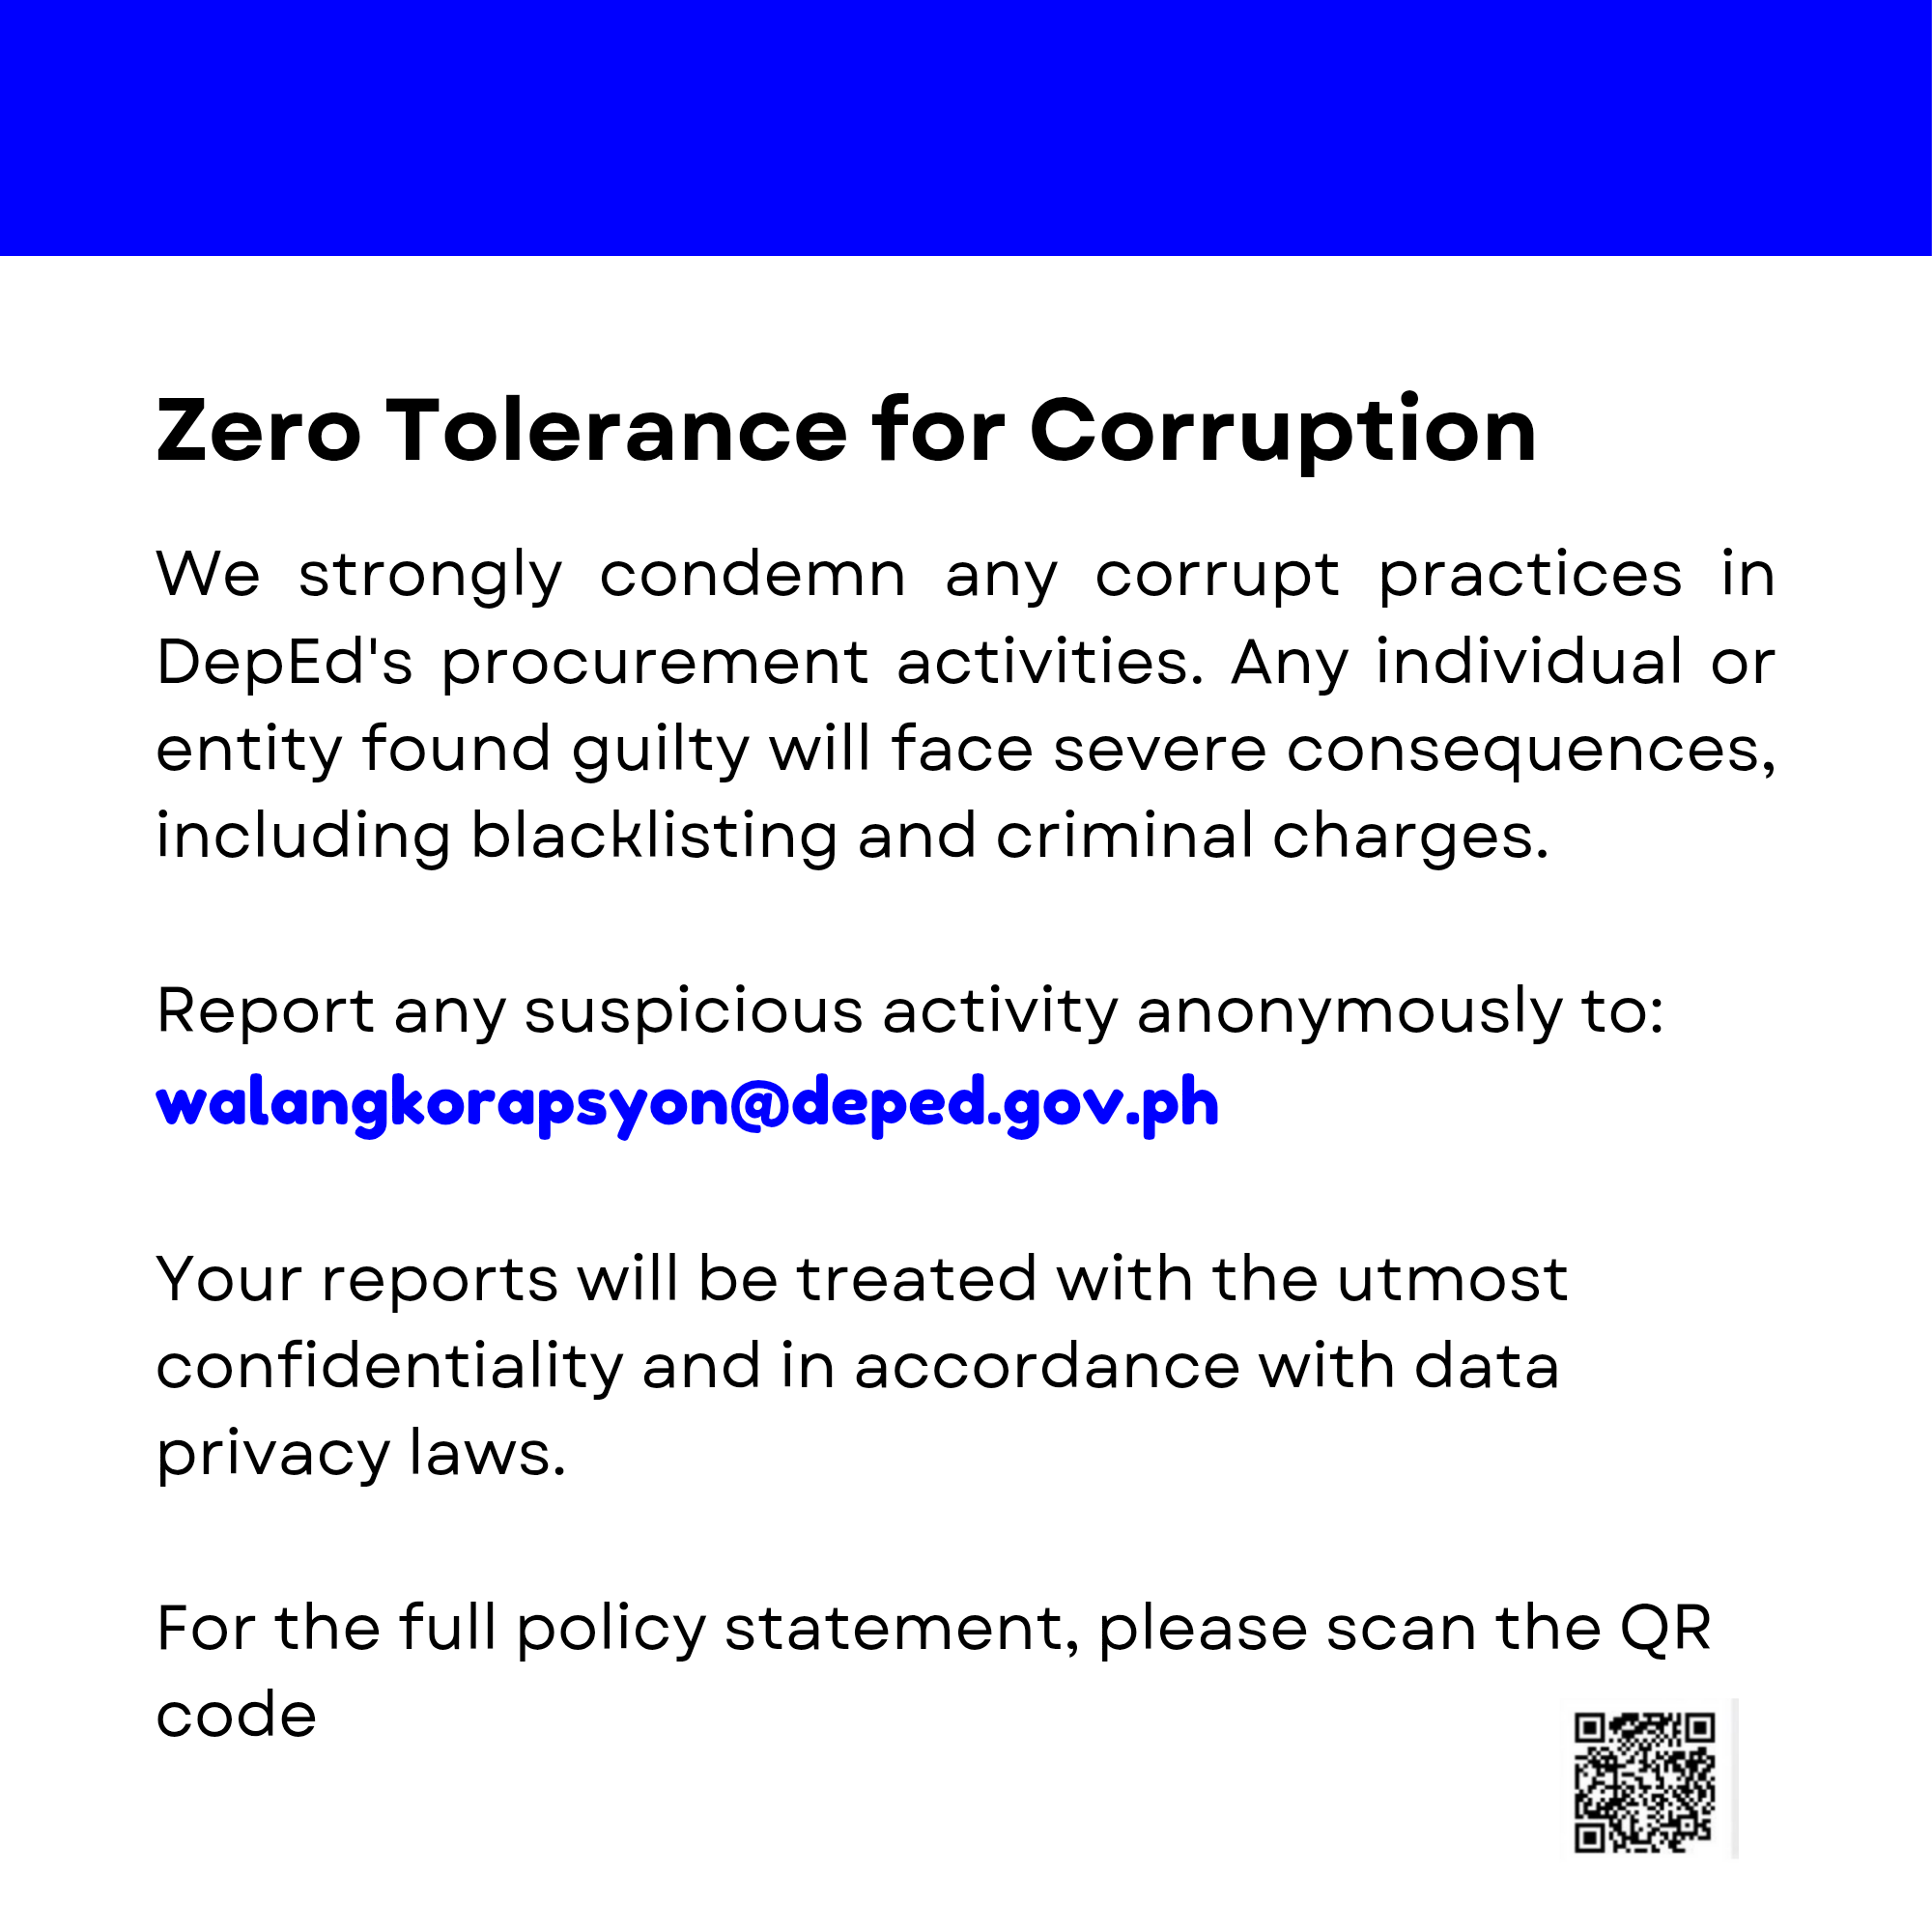 Zero Tolerance for Corruption
We strongly condemn any corrupt practices in
DepEd's procurement activities. Any individual or
entity found guilty will face severe consequences,
including blacklisting and criminal charges.
Report any suspicious activity anonymously to:
walangkorapsyon@deped.gov.ph
Your reports will be treated with the utmost
confidentiality and in accordance with data
privacy laws.
For the full policy statement, please scan the QR
code